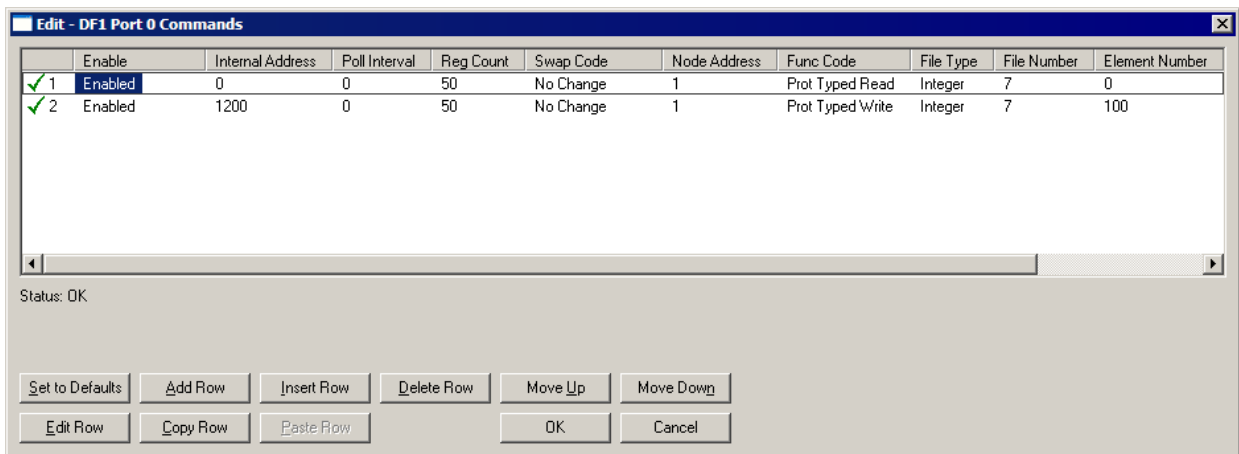 Edit - DF1 Port 0 Commands
Enable Internal Address Poll Interval Reg Count Swap Code Node Address Func Code File Type File Number Element Number
1 Enabled 0 0 50 No Change 1 Prot Typed Read Integer 7 0
2 Enabled 1200 0 50 No Change 1 Prot Typed Write Integer 7 100
Status: OK
Set to Defaults Add Row Insert Row Delete Row Move Up Move Down
Edit Row Copy Row Paste Row OK Cancel